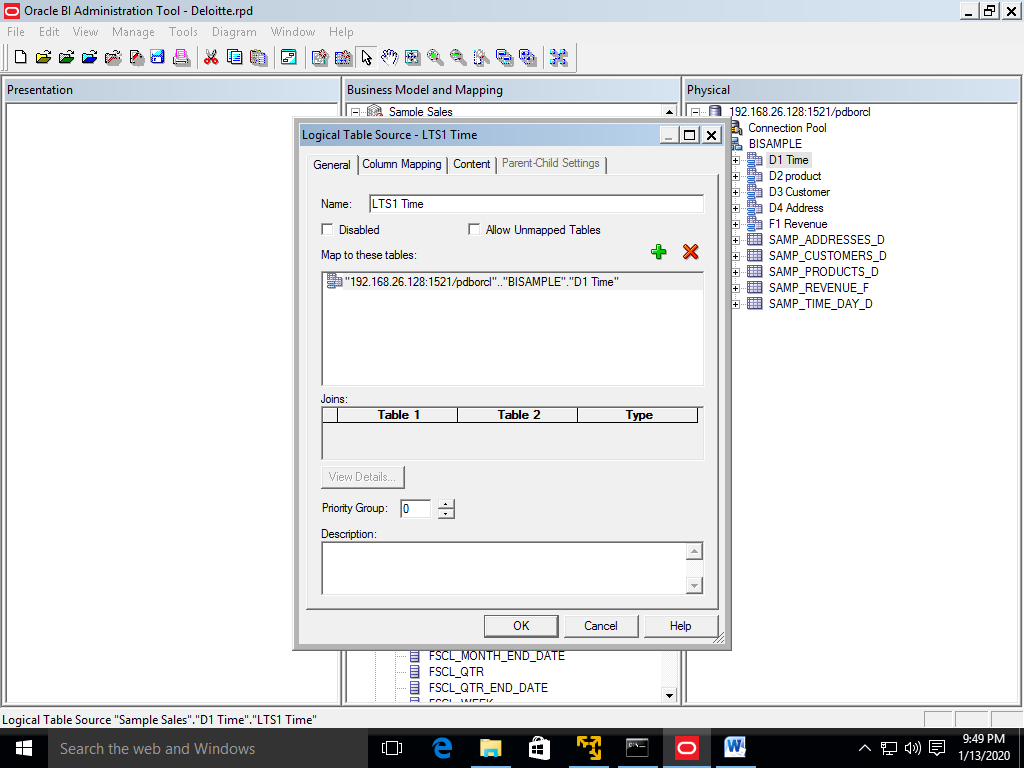 Oracle BI Administration Tool - Deloitte.rpd
File Edit View Manage Tools Diagram Window Help
Presentation
Business Model and Mapping
Physical
Sample Sales
192.168.26.128:1521/pdborcl
Connection Pool
BISAMPLE
D1 Time
D2 product
D3 Customer
D4 Address
F1 Revenue
SAMP_ADDRESSES_D
SAMP_CUSTOMERS_D
SAMP_PRODUCTS_D
SAMP_REVENUE_F
SAMP_TIME_DAY_D
Logical Table Source - LTS1 Time
General Column Mapping Content Parent-Child Settings
Name: LTS1 Time
Disabled Allow Unmapped Tables
Map to these tables:
"192.168.26.128:1521/pdborcl".."BISAMPLE"."D1 Time"
Joins:
Table 1 Table 2 Type
View Details...
Priority Group: 0
Description:
OK Cancel Help
FSCL_MONTH_END_DATE
FSCL_QTR
FSCL_QTR_END_DATE
FSCL_WEEK
Logical Table Source "Sample Sales"."D1 Time"."LTS1 Time"
Search the web and Windows
9:49 PM
1/13/2020